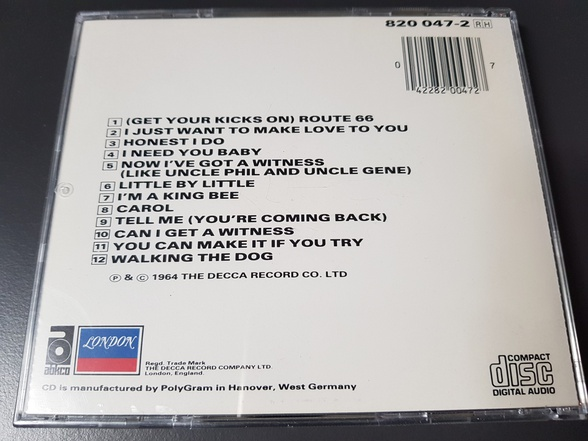 820 047-2 RH
0 42282 00472 7
1 (GET YOUR KICKS ON) ROUTE 66
2 I JUST WANT TO MAKE LOVE TO YOU
3 HONEST I DO
4 I NEED YOU BABY
5 NOW I'VE GOT A WITNESS
(LIKE UNCLE PHIL AND UNCLE GENE)
6 LITTLE BY LITTLE
7 I'M A KING BEE
8 CAROL
9 TELL ME (YOU'RE COMING BACK)
10 CAN I GET A WITNESS
11 YOU CAN MAKE IT IF YOU TRY
12 WALKING THE DOG
℗ & © 1964 THE DECCA RECORD CO. LTD
abkco
LONDON
Regd. Trade Mark
THE DECCA RECORD COMPANY LTD.
London, England.
CD is manufactured by PolyGram in Hanover, West Germany
COMPACT
disc
DIGITAL AUDIO